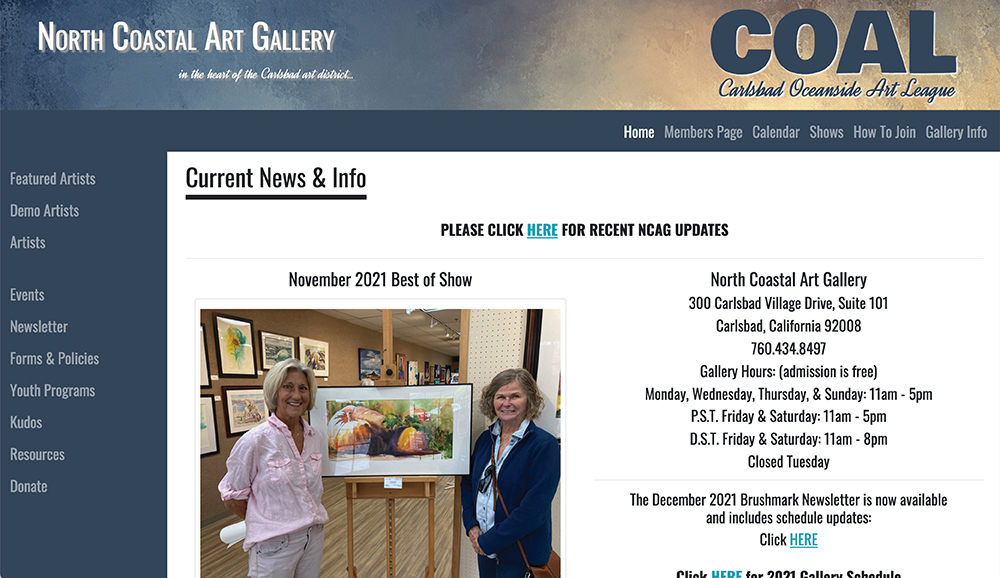 North Coastal Art Gallery
in the heart of the Carlsbad art district...
COAL
Carlsbad Oceanside Art League
Home Members Page Calendar Shows How To Join Gallery Info
Featured Artists
Demo Artists
Artists
Events
Newsletter
Forms & Policies
Youth Programs
Kudos
Resources
Donate
Current News & Info
PLEASE CLICK HERE FOR RECENT NCAG UPDATES
November 2021 Best of Show
North Coastal Art Gallery
300 Carlsbad Village Drive, Suite 101
Carlsbad, California 92008
760.434.8497
Gallery Hours: (admission is free)
Monday, Wednesday, Thursday, & Sunday: 11am - 5pm
P.S.T. Friday & Saturday: 11am - 5pm
D.S.T. Friday & Saturday: 11am - 8pm
Closed Tuesday
The December 2021 Brushmark Newsletter is now available
and includes schedule updates:
Click HERE
Click HERE for 2021 Gallery Schedule